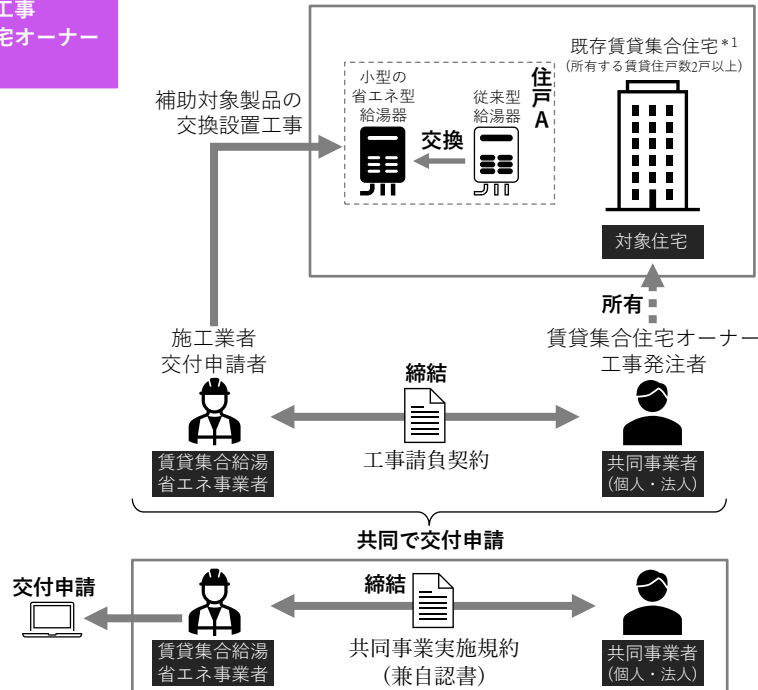 工事
宅オーナー
既存賃貸集合住宅*1
(所有する賃貸住戸数2戸以上)
小型の
省エネ型
給湯器
従来型
給湯器
住戸A
交換
補助対象製品の
交換設置工事
対象住宅
所有
施工業者
交付申請者
賃貸集合住宅オーナー
工事発注者
締結
工事請負契約
賃貸集合給湯
省エネ事業者
共同事業者
(個人・法人)
共同で交付申請
交付申請
締結
共同事業実施規約
(兼自認書)
賃貸集合給湯
省エネ事業者
共同事業者
(個人・法人)